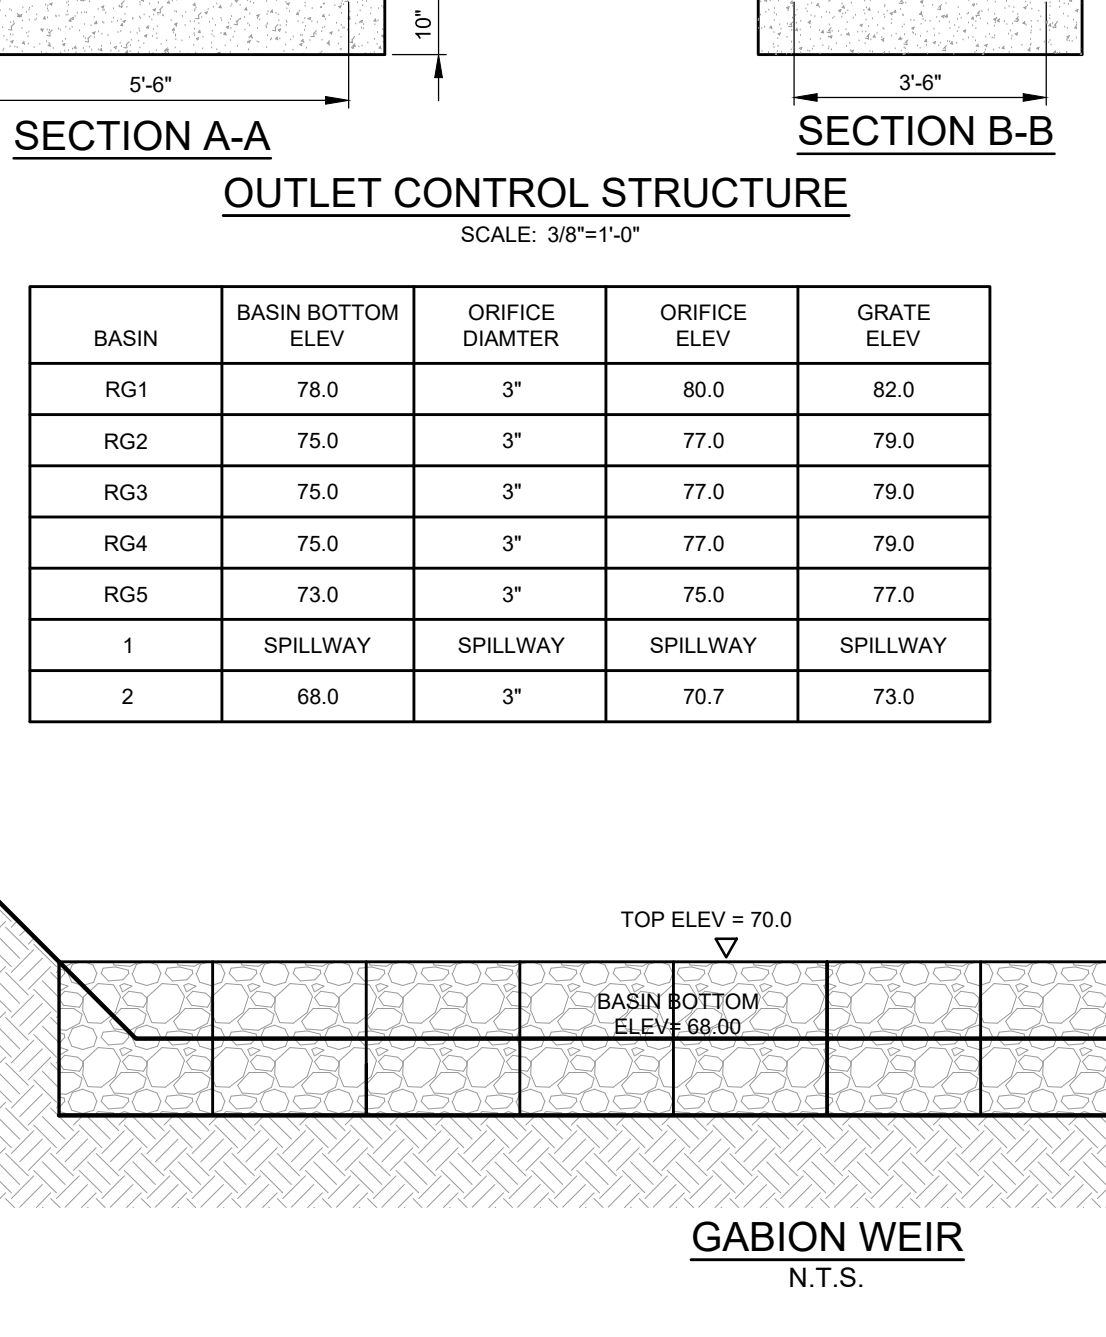 10"
5'-6"
3'-6"
SECTION A-A
SECTION B-B
OUTLET CONTROL STRUCTURE
SCALE: 3/8"=1'-0"
BASIN
BASIN BOTTOM
ELEV
ORIFICE
DIAMTER
ORIFICE
ELEV
GRATE
ELEV
RG1 78.0 3" 80.0 82.0
RG2 75.0 3" 77.0 79.0
RG3 75.0 3" 77.0 79.0
RG4 75.0 3" 77.0 79.0
RG5 73.0 3" 75.0 77.0
1 SPILLWAY SPILLWAY SPILLWAY SPILLWAY
2 68.0 3" 70.7 73.0
TOP ELEV = 70.0
BASIN BOTTOM
ELEV= 68.00
GABION WEIR
N.T.S.